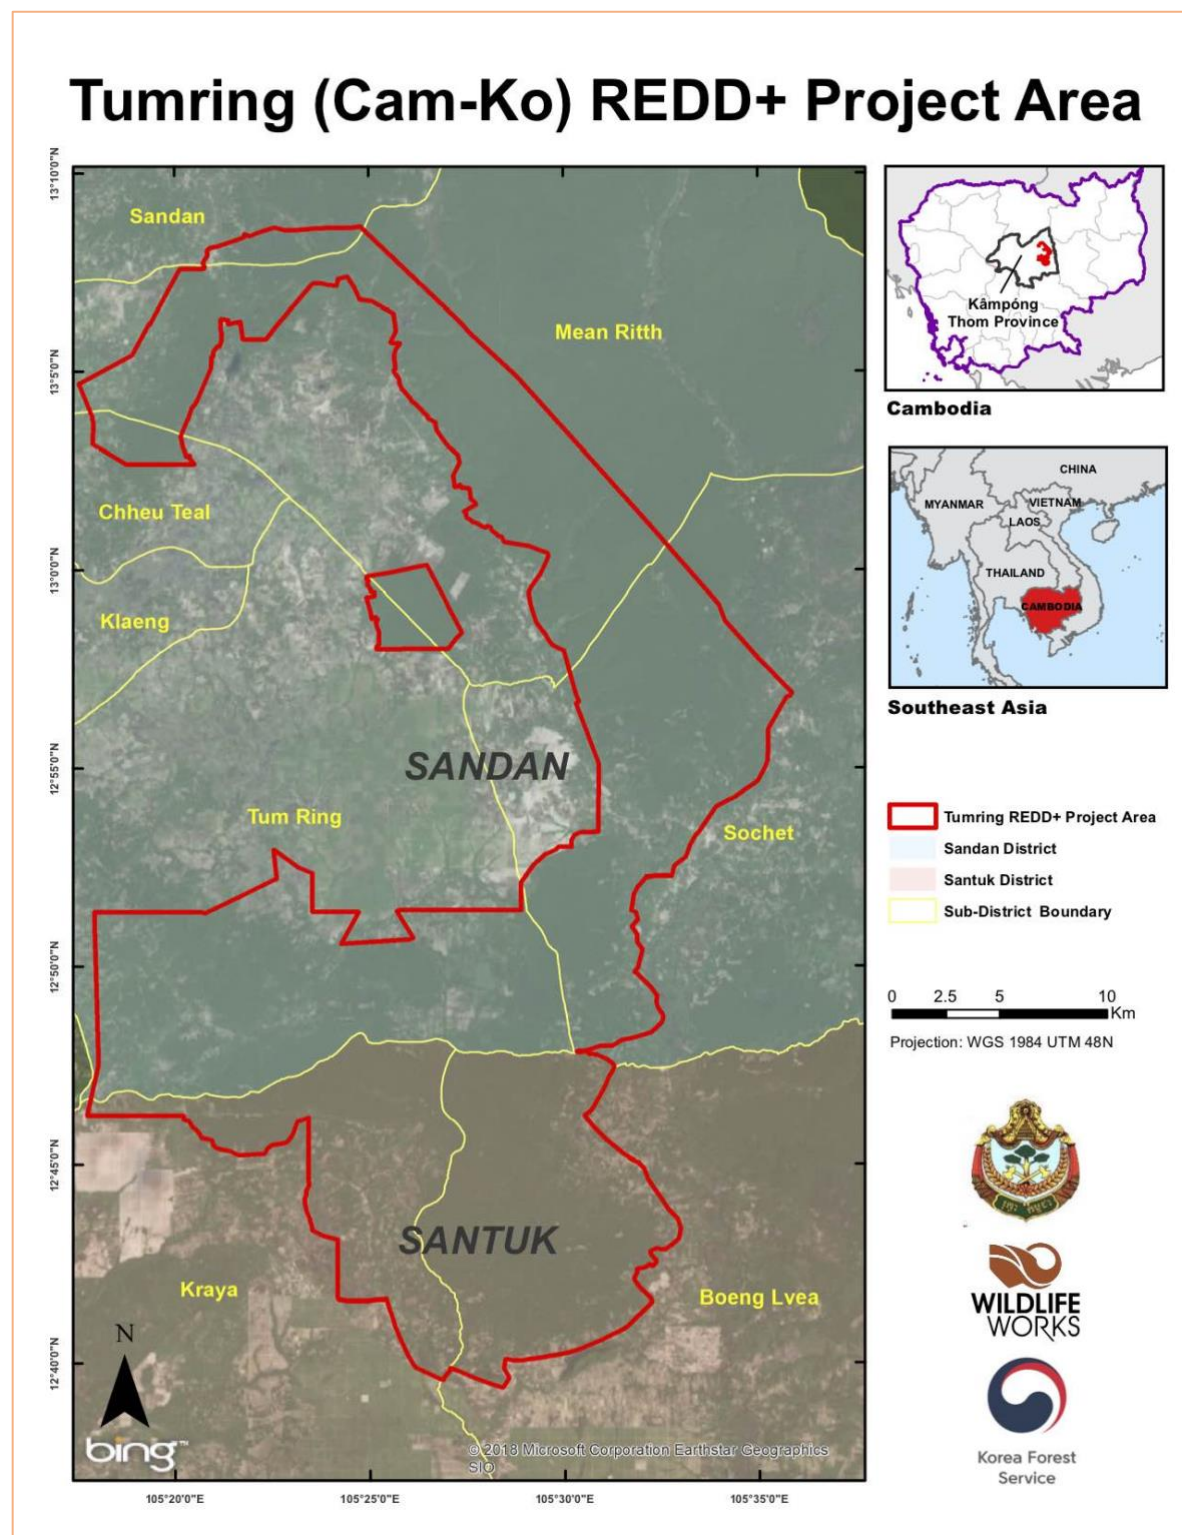 Tumring (Cam-Ko) REDD+ Project Area
13°10'0"N
13°5'0"N
13°0'0"N
12°55'0"N
12°50'0"N
12°45'0"N
12°40'0"N
Sandan
Mean Ritth
Chheu Teal
Klaeng
SANDAN
Tum Ring
Sochet
SANTUK
Kraya
Boeng Lvea
N
bing™
© 2018 Microsoft Corporation Earthstar Geographics
SIO
105°20'0"E
105°25'0"E
105°30'0"E
105°35'0"E
Kâmpóng
Thom Province
Cambodia
CHINA
MYANMAR
VIETNAM
LAOS
THAILAND
CAMBODIA
Southeast Asia
Tumring REDD+ Project Area
Sandan District
Santuk District
Sub-District Boundary
0 2.5 5 10
Km
Projection: WGS 1984 UTM 48N
WILDLIFE
WORKS
Korea Forest
Service